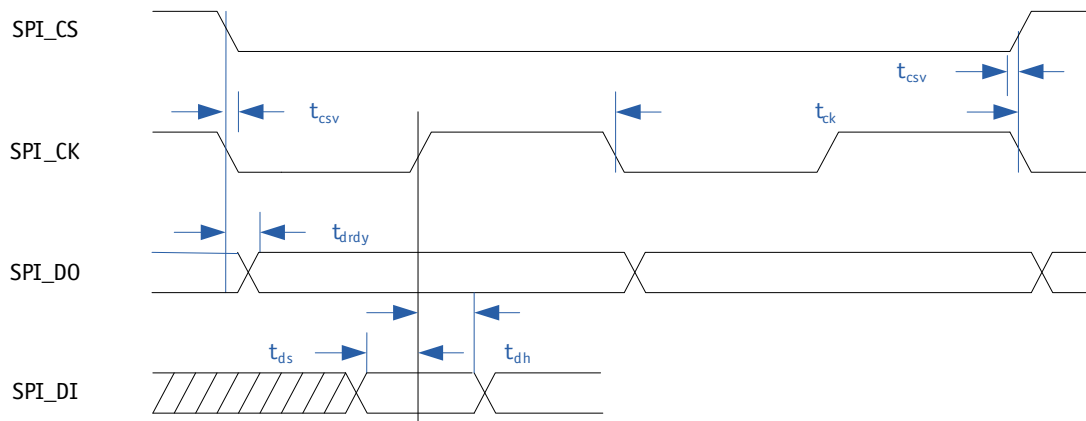 SPI_CS
t_csv
t_csv
t_ck
SPI_CK
t_drdy
SPI_DO
t_ds
t_dh
SPI_DI